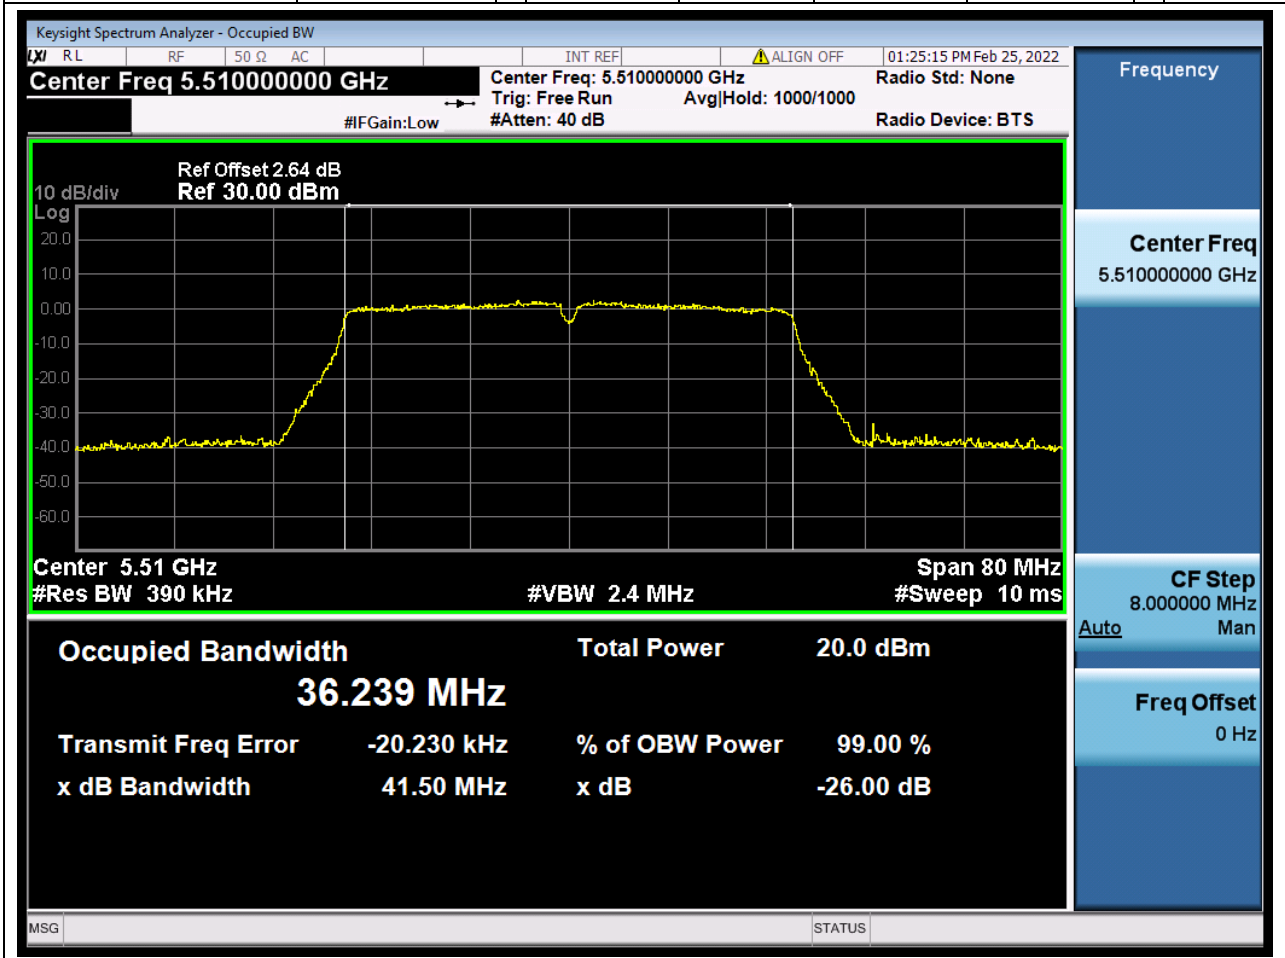 Keysight Spectrum Analyzer - Occupied BW
LXI RL RF 50 Ω AC INT REF ALIGN OFF 01:25:15 PM Feb 25, 2022
Center Freq 5.510000000 GHz
Center Freq: 5.510000000 GHz
Radio Std: None
Trig: Free Run Avg|Hold: 1000/1000
#IFGain:Low
#Atten: 40 dB
Radio Device: BTS
Ref Offset 2.64 dB
10 dB/div Ref 30.00 dBm
Log
20.0
10.0
0.00
-10.0
-20.0
-30.0
-40.0
-50.0
-60.0
Center 5.51 GHz Span 80 MHz
#Res BW 390 kHz #VBW 2.4 MHz #Sweep 10 ms
Occupied Bandwidth Total Power 20.0 dBm
36.239 MHz
Transmit Freq Error -20.230 kHz % of OBW Power 99.00 %
x dB Bandwidth 41.50 MHz x dB -26.00 dB
Frequency
Center Freq
5.510000000 GHz
CF Step
8.000000 MHz
Auto Man
Freq Offset
0 Hz
MSG STATUS